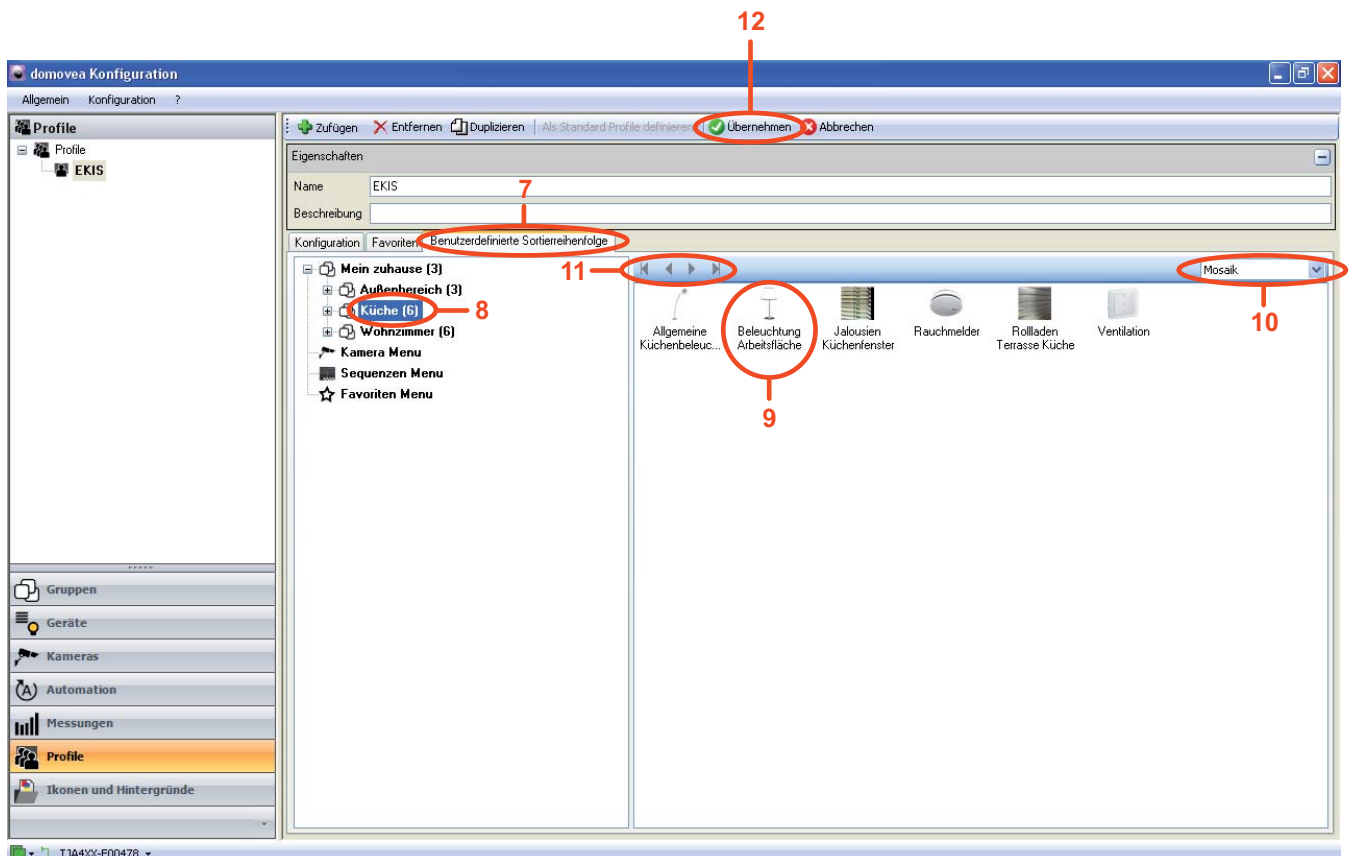 12
domovea Konfiguration
Allgemein Konfiguration ?
Profile
Profile
EKIS
Zufügen Entfernen Duplizieren Als Standard Profile definieren Übernehmen Abbrechen
Eigenschaften
Name EKIS
7
Beschreibung
Konfiguration Favoriten Benutzerdefinierte Sortierreihenfolge
Mein zuhause (3)
Außenbereich (3)
Küche (6)
Wohnzimmer (6)
Kamera Menu
Sequenzen Menu
Favoriten Menu
8
11
Mosaik
10
Allgemeine
Küchenbeleuc...
Beleuchtung
Arbeitsfläche
Jalousien
Küchenfenster
Rauchmelder
Rollladen
Terrasse Küche
Ventilation
9
Gruppen
Geräte
Kameras
Automation
Messungen
Profile
Ikonen und Hintergründe
TJA4XX-E00478